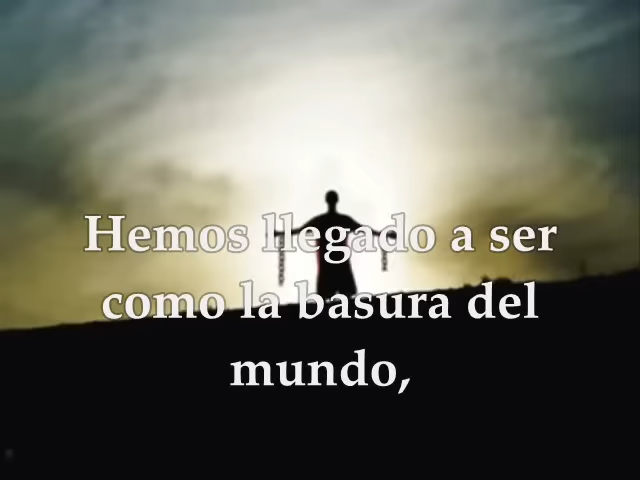 Hemos llegado a ser
como la basura del
mundo,